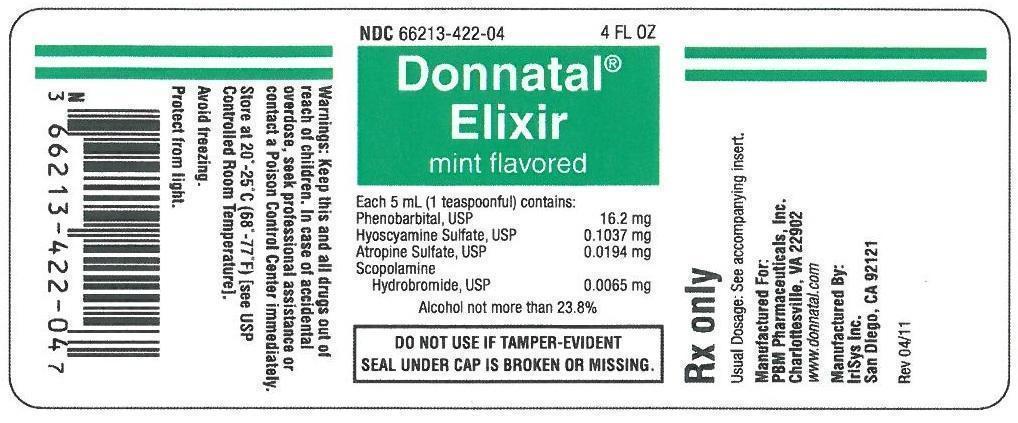 NDC 66213-422-04 4 FL OZ
Donnatal®
Elixir
mint flavored
Each 5 mL (1 teaspoonful) contains:
Phenobarbital, USP 16.2 mg
Hyoscyamine Sulfate, USP 0.1037 mg
Atropine Sulfate, USP 0.0194 mg
Scopolamine
Hydrobromide, USP 0.0065 mg
Alcohol not more than 23.8%
DO NOT USE IF TAMPER-EVIDENT
SEAL UNDER CAP IS BROKEN OR MISSING.
Warnings: Keep this and all drugs out of
reach of children. In case of accidental
overdose, seek professional assistance or
contact a Poison Control Center immediately.
Store at 20°-25°C (68°-77°F) [see USP
Controlled Room Temperature].
Avoid freezing.
Protect from light.
N
3 66213-422-04 7
Rx only
Usual Dosage: See accompanying insert.
Manufactured For:
PBM Pharmaceuticals, Inc.
Charlottesville, VA 22902
www.donnatal.com
Manufactured By:
IriSys Inc.
San Diego, CA 92121
Rev 04/11